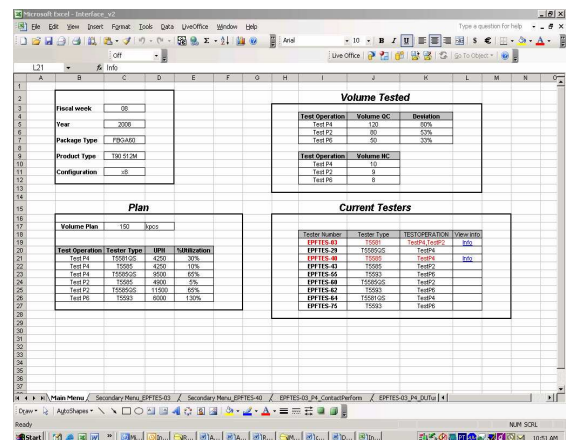 Microsoft Excel - Interface_v2
File Edit View Insert Format Tools Data LiveOffice Window Help
Type a question for help
Arial 10 B I U
Off
Live Office Go To Object
L21 fx Info
A B C D E F G H I J K L M N O
Fiscal week 08
Year 2008
Package Type FBGA60
Product Type T90 512M
Configuration x8
Volume Tested
Test Operation Volume QC Deviation
Test P4 120 80%
Test P2 80 53%
Test P6 50 33%
Test Operation Volume NC
Test P4 10
Test P2 9
Test P6 8
Plan
Volume Plan 150 kpcs
Test Operation Tester Type UPH %Utilization
Test P4 T5581GS 4250 30%
Test P4 T5585 4250 10%
Test P4 T5585GS 9500 65%
Test P2 T5585 4900 5%
Test P2 T5585GS 11500 65%
Test P6 T5593 6000 130%
Current Testers
Tester Number Tester Type TESTOPERATION View info
EPFTES-03 T5581 TestP4,TestP2 Info
EPFTES-29 T5585GS TestP4
EPFTES-40 T5585 TestP4 Info
EPFTES-43 T5585 TestP2
EPFTES-55 T5593 TestP6
EPFTES-60 T5585GS TestP2
EPFTES-62 T5593 TestP6
EPFTES-64 T5581GS TestP4
EPFTES-75 T5593 TestP6
Main Menu / Secondary Menu_EPFTES-03 / Secondary Menu_EPFTES-40 / EPFTES-03_P4_ContactPerform / EPFTES-03_P4_DUTut
Draw AutoShapes
Ready
NUM SCRL
Start
10:51 AM